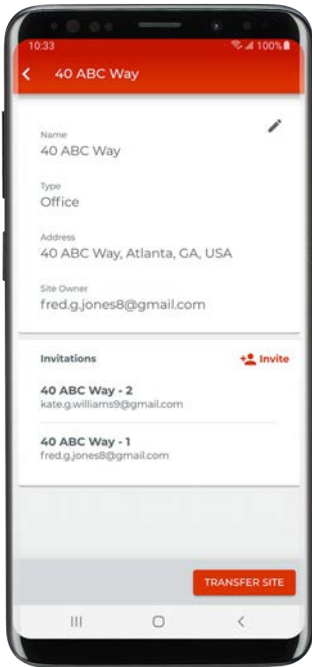 10:33 100%
40 ABC Way
Name
40 ABC Way
Type
Office
Address
40 ABC Way, Atlanta, GA, USA
Site Owner
fred.g.jones8@gmail.com
Invitations Invite
40 ABC Way - 2
kate.g.williams9@gmail.com
40 ABC Way - 1
fred.g.jones8@gmail.com
TRANSFER SITE